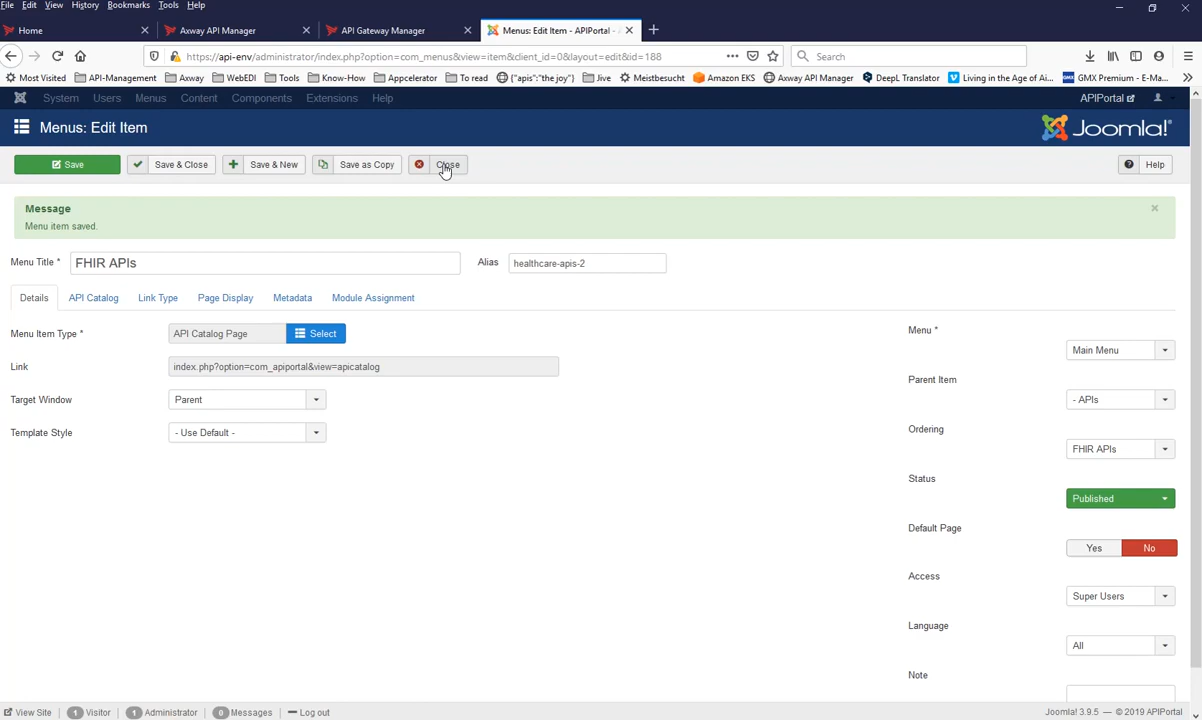 File Edit View History Bookmarks Tools Help
Home Axway API Manager API Gateway Manager Menus: Edit Item - APIPortal -
https://api-env/administrator/index.php?option=com_menus&view=item&client_id=0&layout=edit&id=188 Search
Most Visited API-Management Axway WebEDI Tools Know-How Appcelerator To read {"apis":"the joy"} Jive Meistbesucht Amazon EKS Axway API Manager DeepL Translator Living in the Age of Ai... GMX Premium - E-Ma...
System Users Menus Content Components Extensions Help APIPortal
Menus: Edit Item Joomla!®
Save Save & Close Save & New Save as Copy Close Help
Message
Menu item saved.
Menu Title * FHIR APIs Alias healthcare-apis-2
Details API Catalog Link Type Page Display Metadata Module Assignment
Menu Item Type * API Catalog Page Select
Menu *
Main Menu
Link index.php?option=com_apiportal&view=apicatalog
Parent Item
Target Window Parent - APIs
Ordering
Template Style - Use Default -
FHIR APIs
Status
Published
Default Page
Yes No
Access
Super Users
Language
All
Note
View Site 1 Visitor 1 Administrator 0 Messages Log out Joomla! 3.9.5 — © 2019 APIPortal